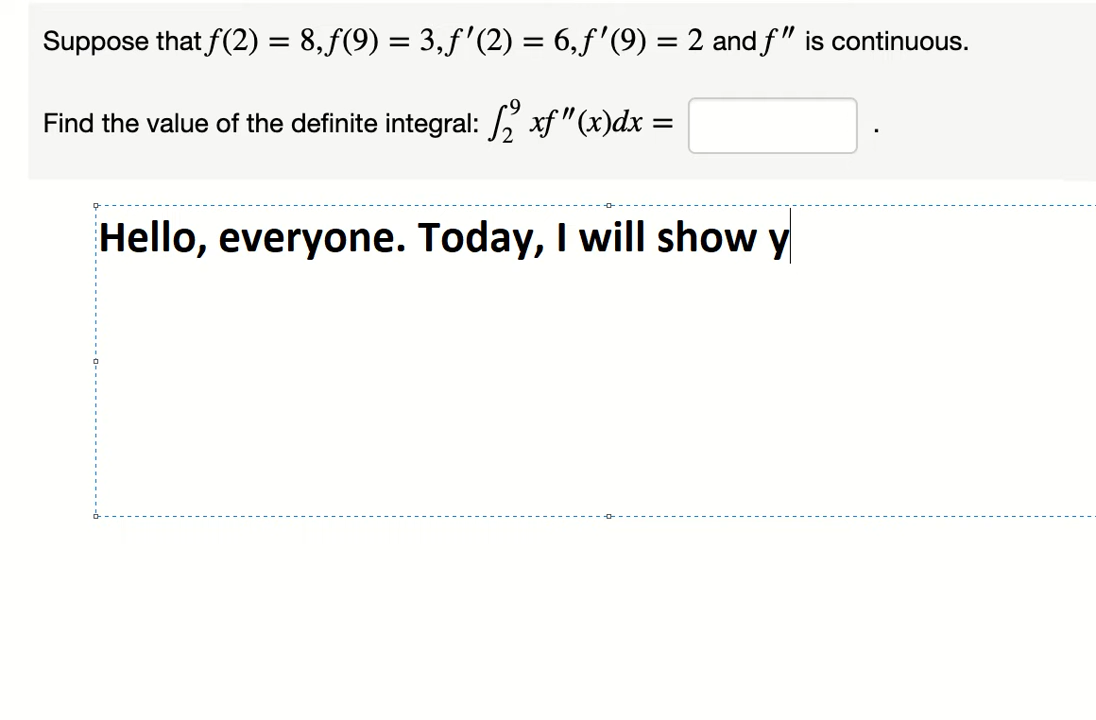 Suppose that f(2) = 8, f(9) = 3, f′(2) = 6, f′(9) = 2 and f″ is continuous.
Find the value of the definite integral: ∫₂⁹ xf″(x)dx = .
Hello, everyone. Today, I will show y